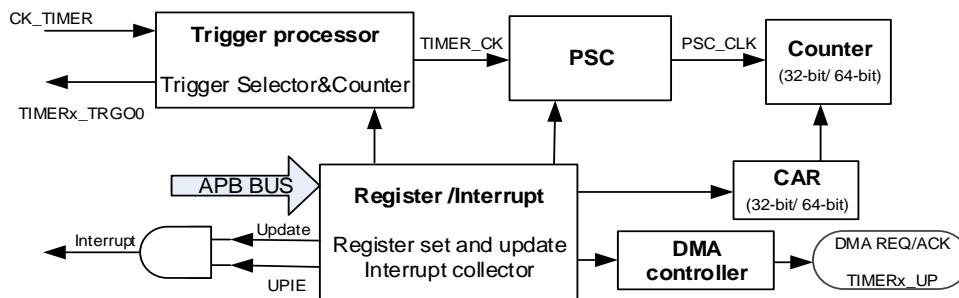 CK_TIMER
Trigger processor
Trigger Selector&Counter
TIMERx_TRGO0
TIMER_CK
PSC
PSC_CLK
Counter
(32-bit/ 64-bit)
APB BUS
Register /Interrupt
Register set and update
Interrupt collector
CAR
(32-bit/ 64-bit)
Interrupt
Update
UPIE
DMA
controller
DMA REQ/ACK
TIMERx_UP